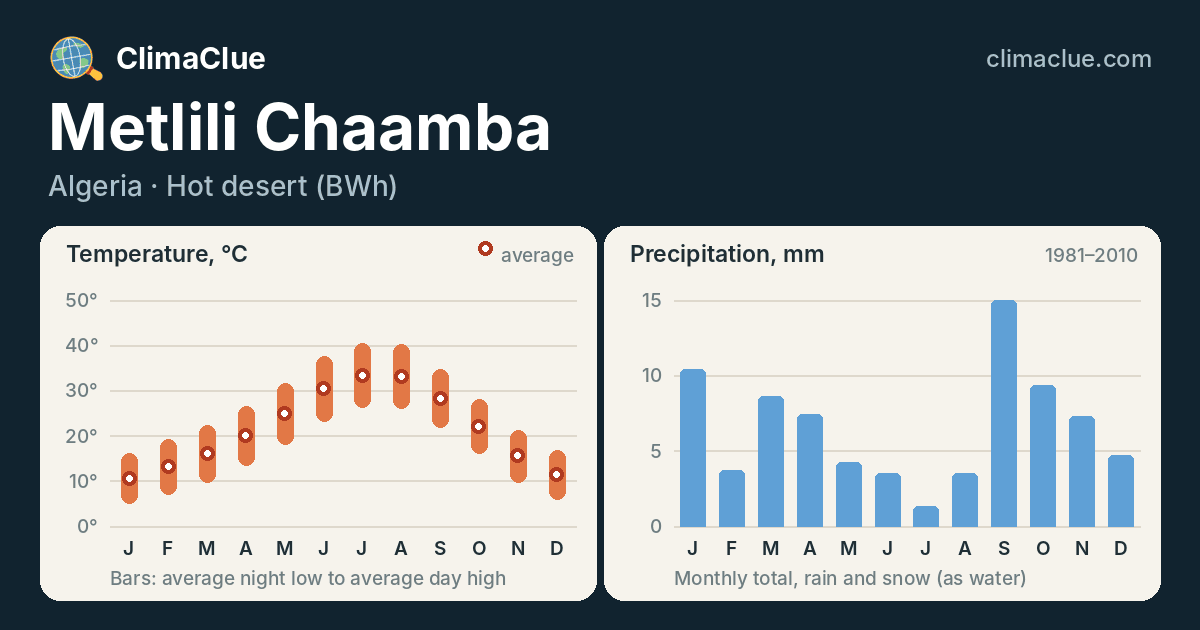 ClimaClue
climaclue.com
Metlili Chaamba
Algeria · Hot desert (BWh)
Temperature, °C
average
50°
40°
30°
20°
10°
0°
J F M A M J J A S O N D
Bars: average night low to average day high
Precipitation, mm
1981–2010
15
10
5
0
J F M A M J J A S O N D
Monthly total, rain and snow (as water)